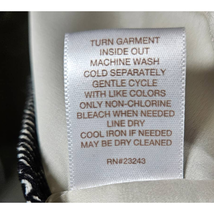 TURN GARMENT
INSIDE OUT
MACHINE WASH
COLD SEPARATELY
GENTLE CYCLE
WITH LIKE COLORS
ONLY NON-CHLORINE
BLEACH WHEN NEEDED
LINE DRY
COOL IRON IF NEEDED
MAY BE DRY CLEANED
RN#23243